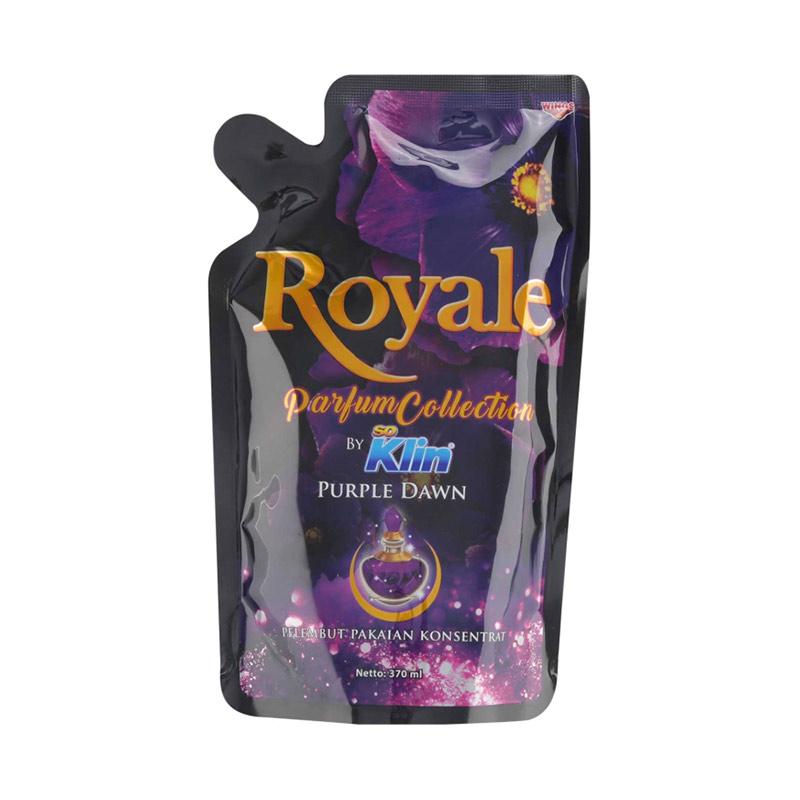 WINGS
Royale
Parfum Collection
BY SO Klin®
PURPLE DAWN
PELEMBUT PAKAIAN KONSENTRAT
Netto: 370 ml